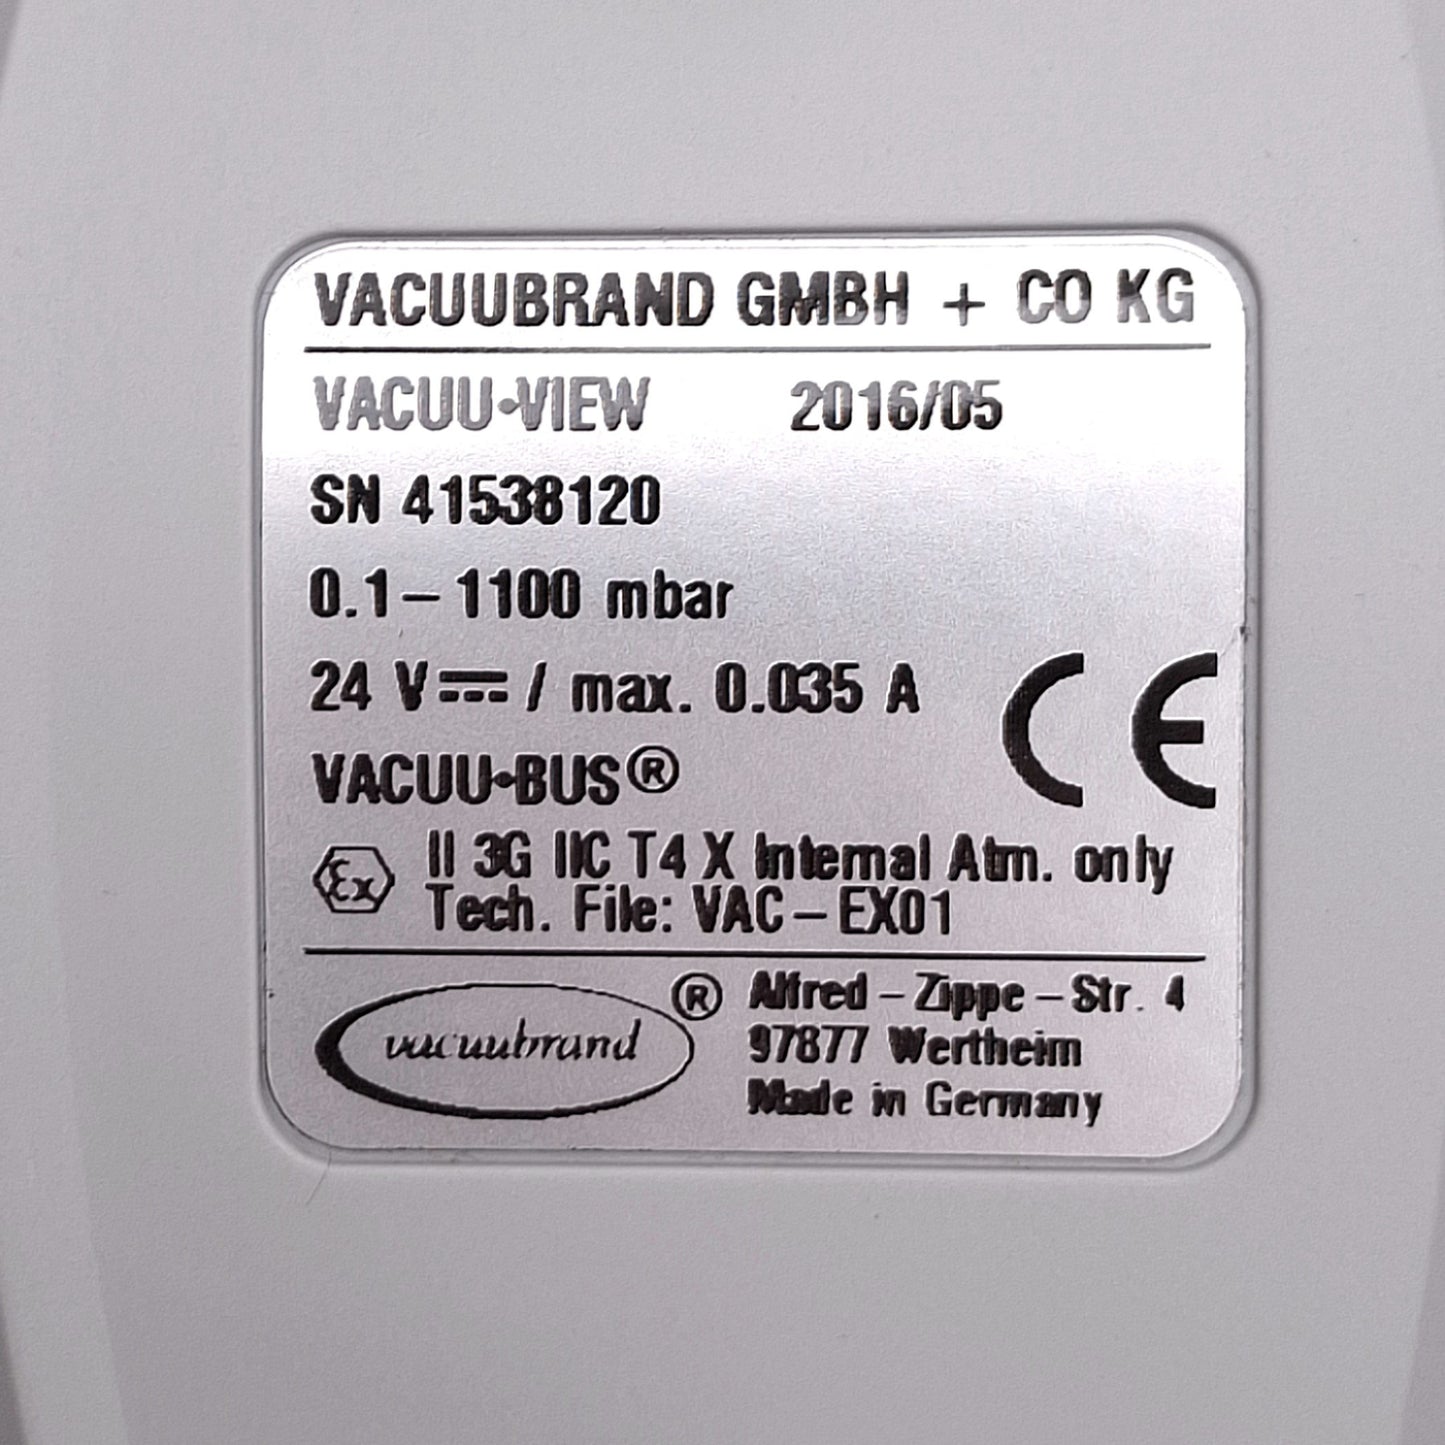 VACUUBRAND GMBH + CO KG
VACUU·VIEW 2016/05
SN 41538120
0.1-1100 mbar
24 V⎓ / max. 0.035 A
VACUU·BUS®
CE
Ex II 3G IIC T4 X Internal Atm. only
Tech. File: VAC-EX01
vacuubrand ®
Alfred-Zippe-Str. 4
97877 Wertheim
Made in Germany